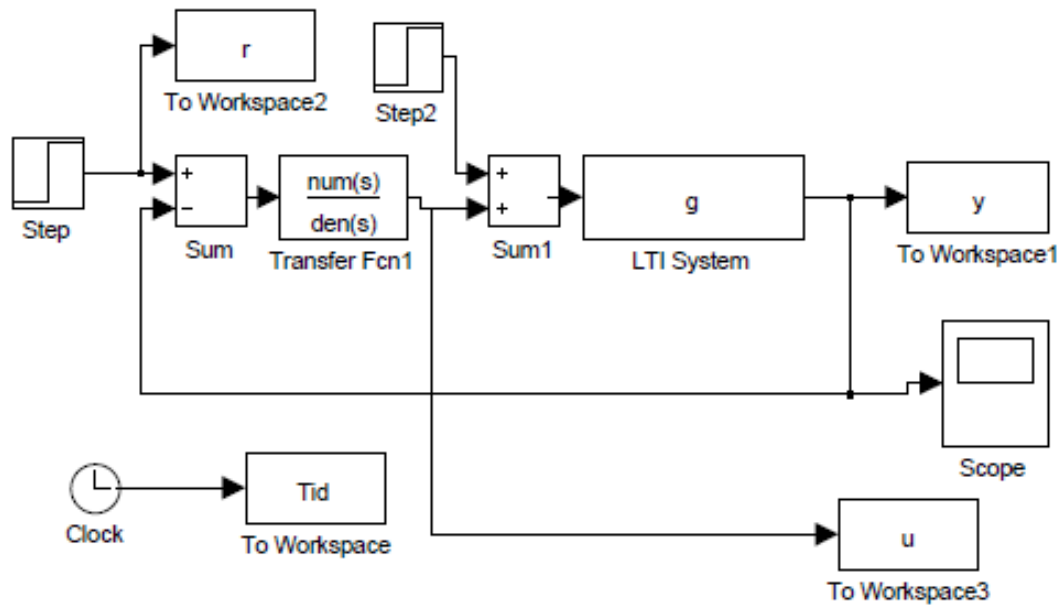 r
To Workspace2
Step2
Step
+
−
Sum
num(s)
den(s)
Transfer Fcn1
+
+
Sum1
g
LTI System
y
To Workspace1
Scope
Clock
Tid
To Workspace
u
To Workspace3